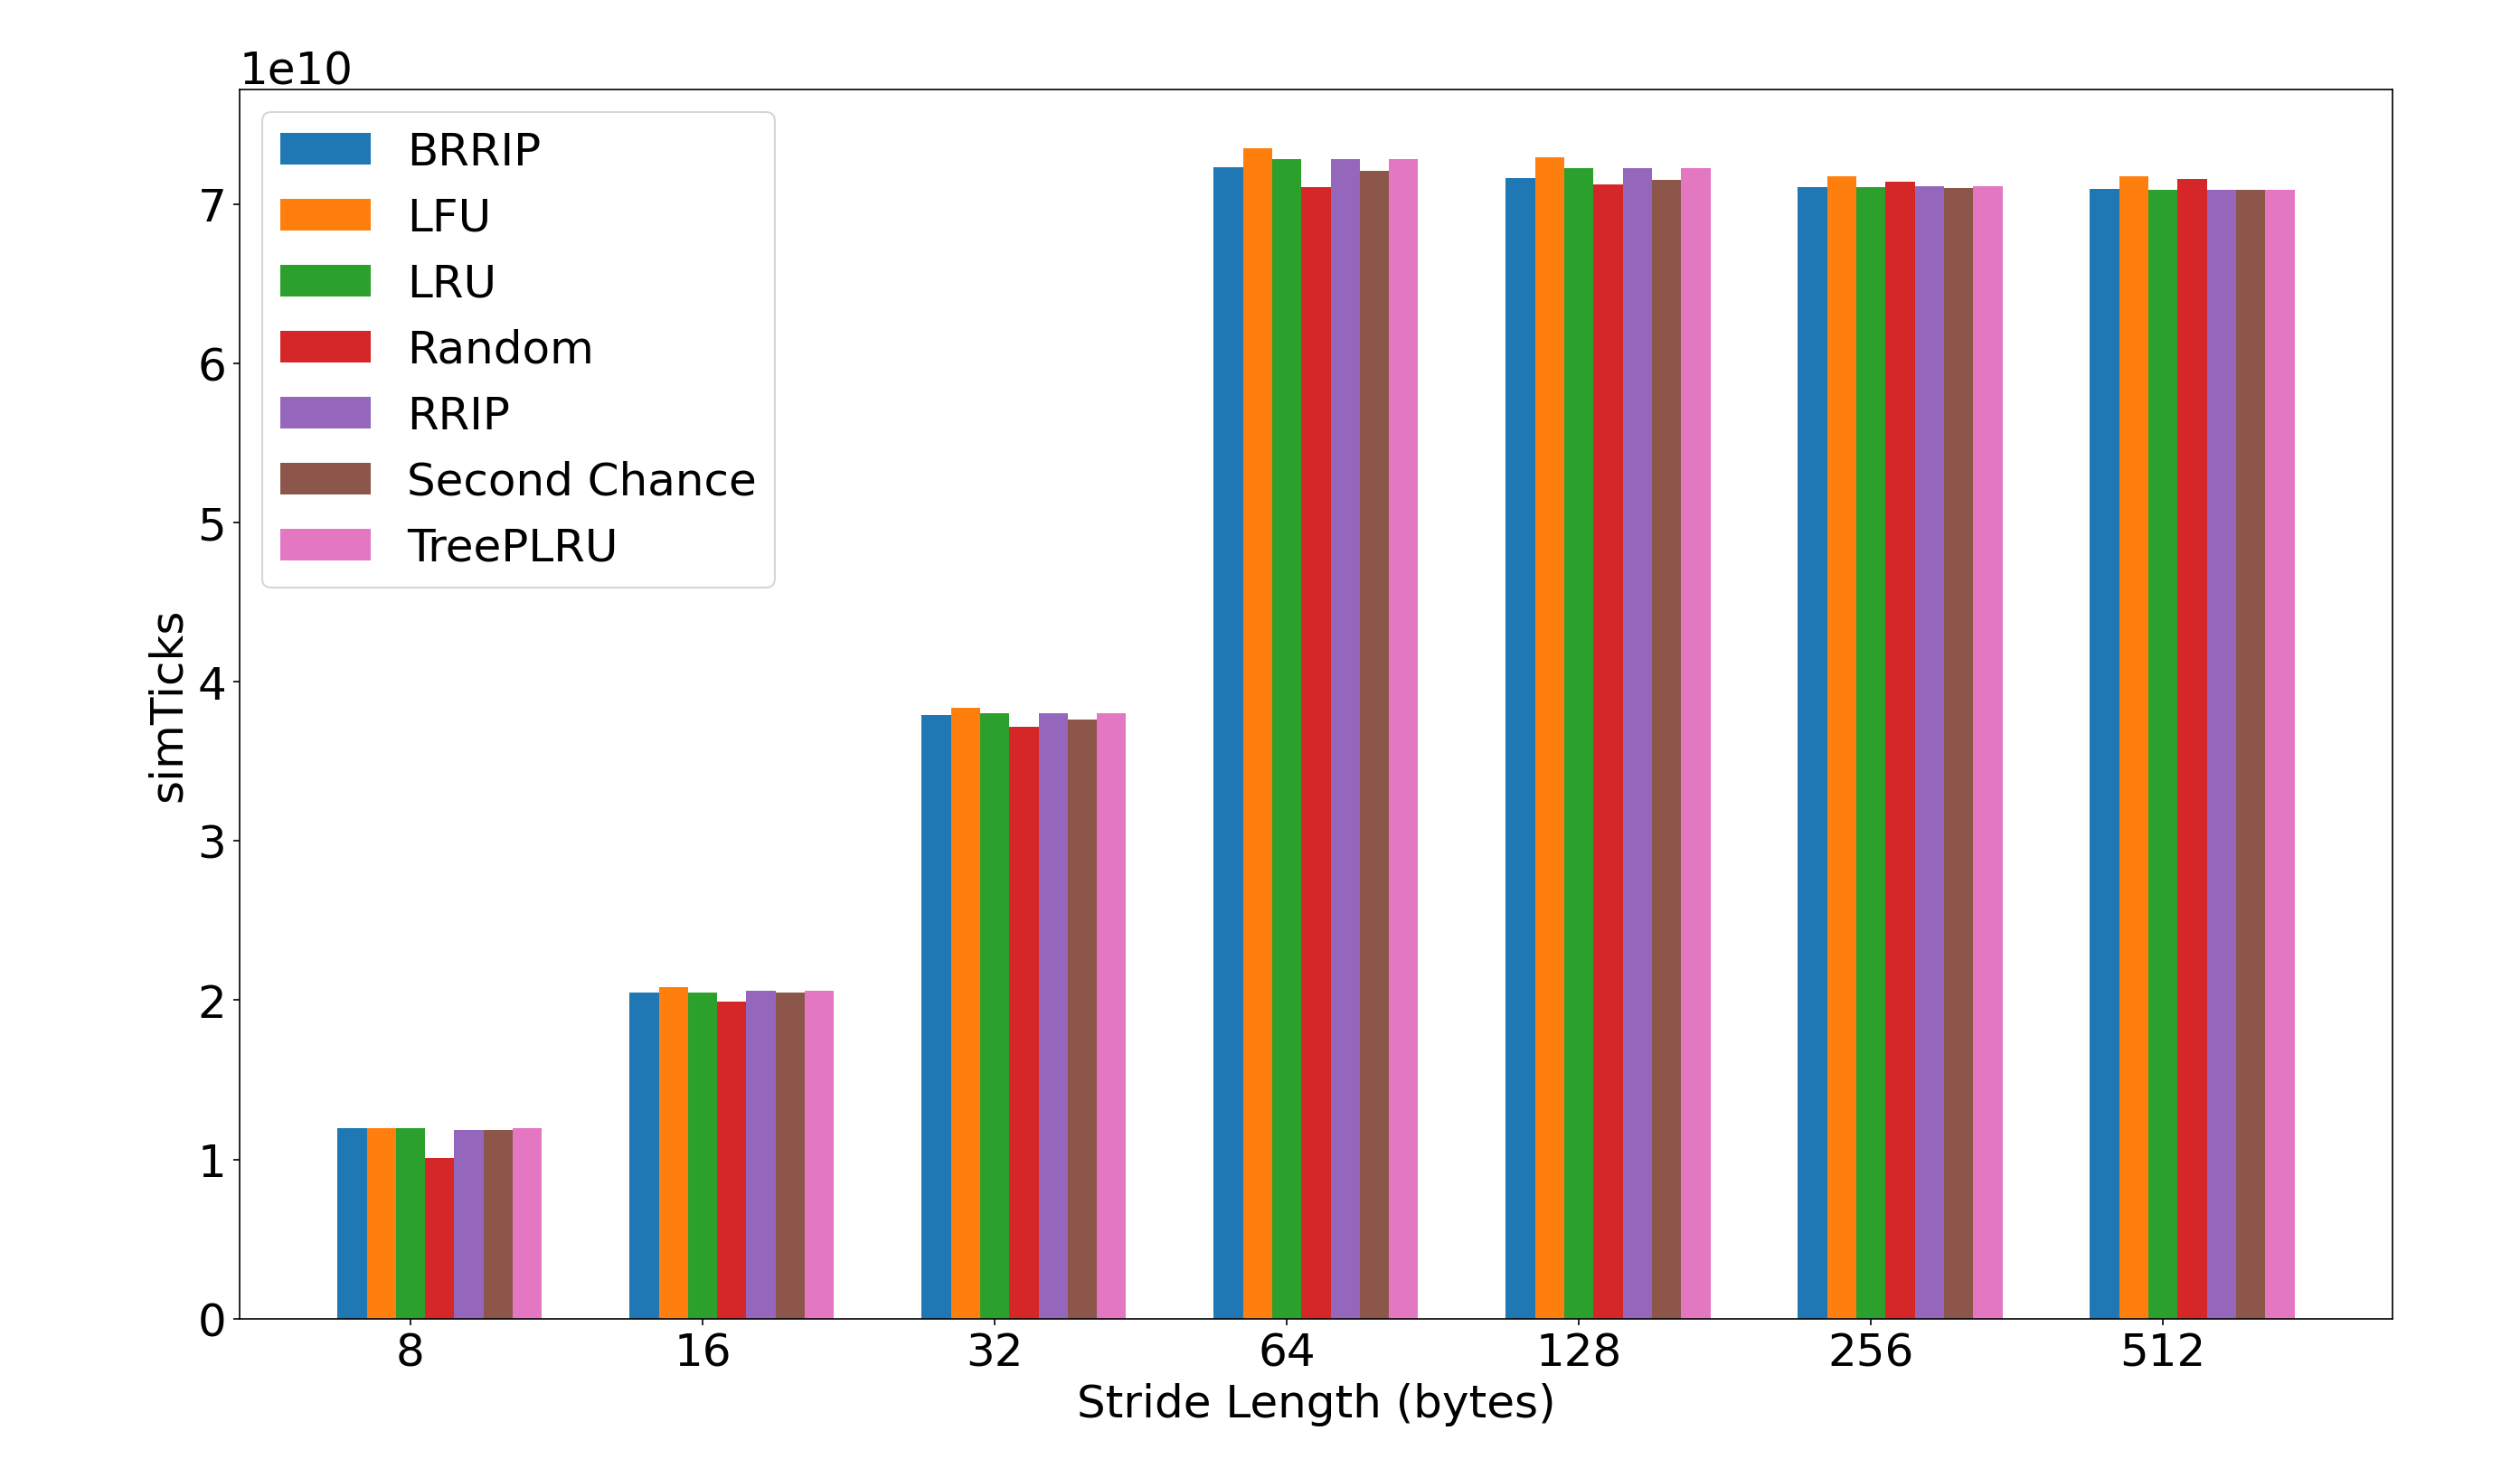 1e10
BRRIP
LFU
LRU
Random
RRIP
Second Chance
TreePLRU
7
6
5
4
3
2
1
0
simTicks
8 16 32 64 128 256 512
Stride Length (bytes)